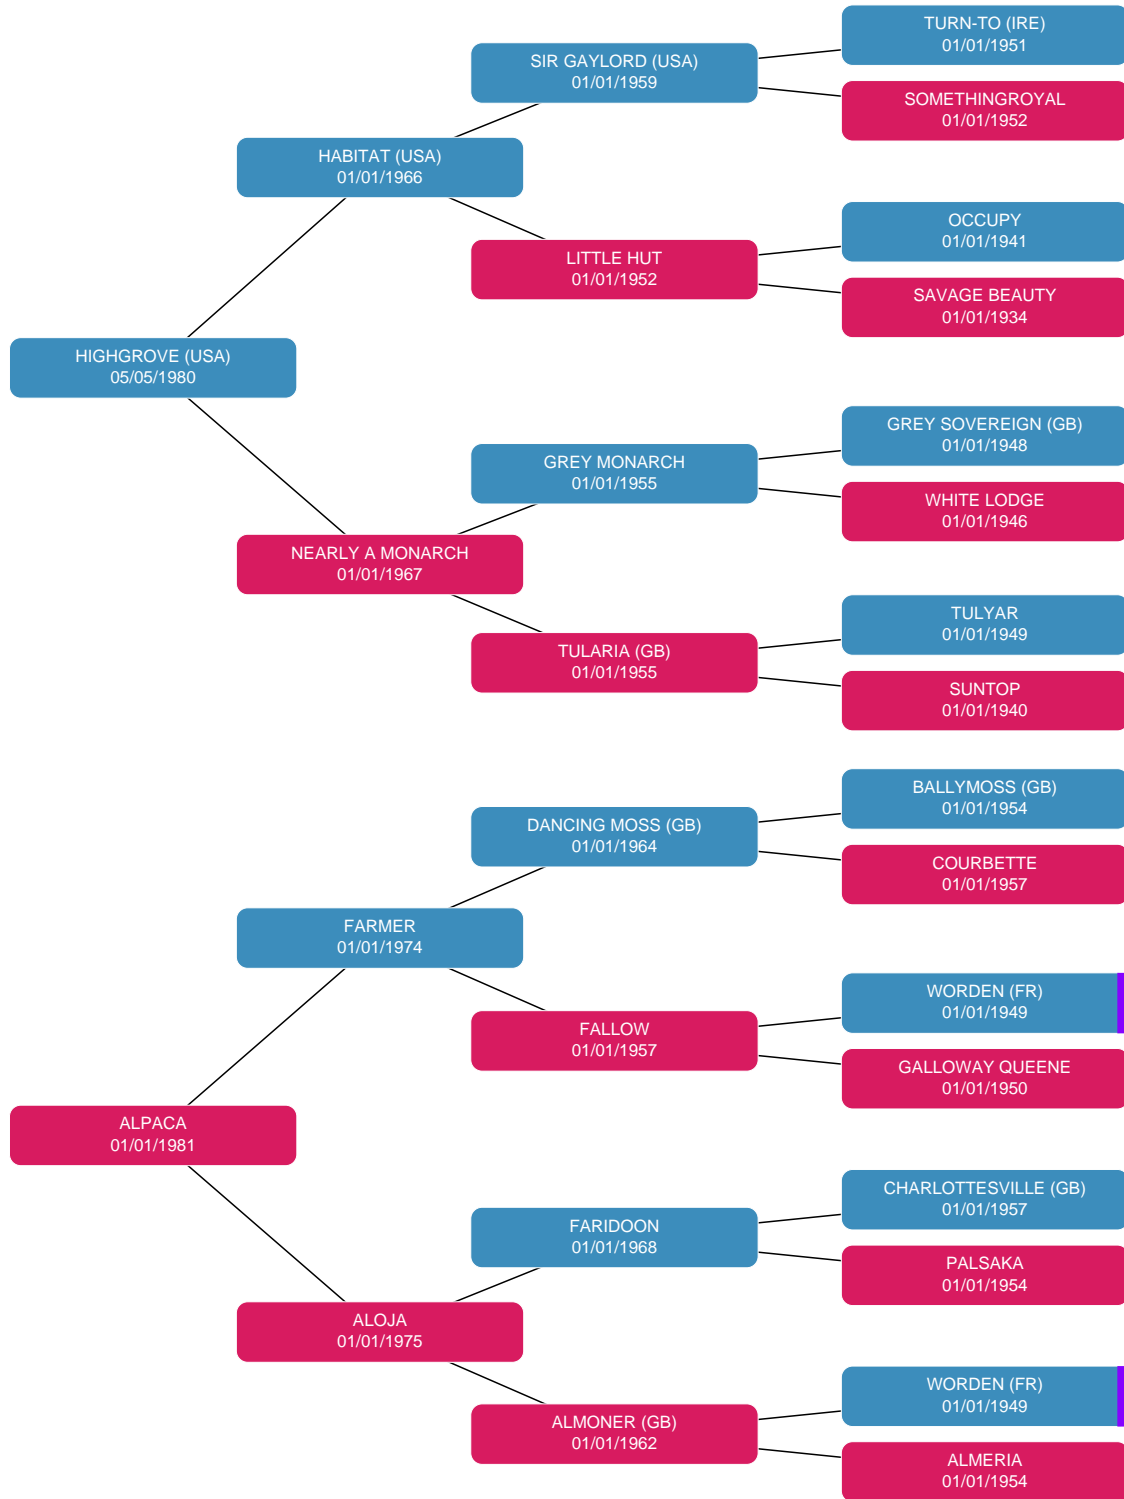 TURN-TO (IRE)
01/01/1951
SIR GAYLORD (USA)
01/01/1959
SOMETHINGROYAL
01/01/1952
HABITAT (USA)
01/01/1966
OCCUPY
01/01/1941
LITTLE HUT
01/01/1952
SAVAGE BEAUTY
01/01/1934
HIGHGROVE (USA)
05/05/1980
GREY SOVEREIGN (GB)
01/01/1948
GREY MONARCH
01/01/1955
WHITE LODGE
01/01/1946
NEARLY A MONARCH
01/01/1967
TULYAR
01/01/1949
TULARIA (GB)
01/01/1955
SUNTOP
01/01/1940
BALLYMOSS (GB)
01/01/1954
DANCING MOSS (GB)
01/01/1964
COURBETTE
01/01/1957
FARMER
01/01/1974
WORDEN (FR)
01/01/1949
FALLOW
01/01/1957
GALLOWAY QUEENE
01/01/1950
ALPACA
01/01/1981
CHARLOTTESVILLE (GB)
01/01/1957
FARIDOON
01/01/1968
PALSAKA
01/01/1954
ALOJA
01/01/1975
WORDEN (FR)
01/01/1949
ALMONER (GB)
01/01/1962
ALMERIA
01/01/1954